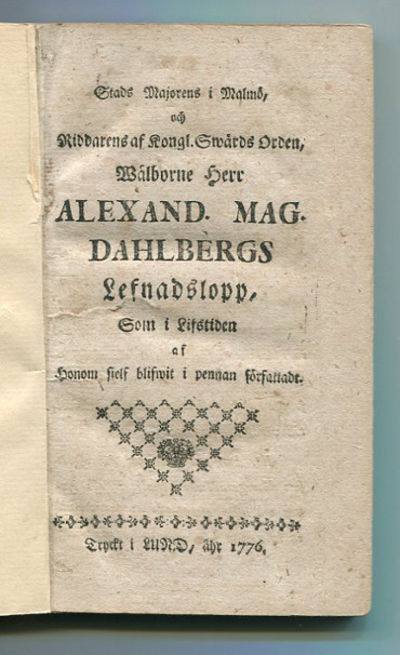 Stads Majorens i Malmö,
och
Riddarens af Kongl. Swärds Orden,
Wälborne Herr
ALEXAND. MAG.
DAHLBERGS
Lefnadslopp,
Som i Lifstiden
af
Honom sielf blifwit i pennan författadt.
Tryckt i LUND, åhr 1776.